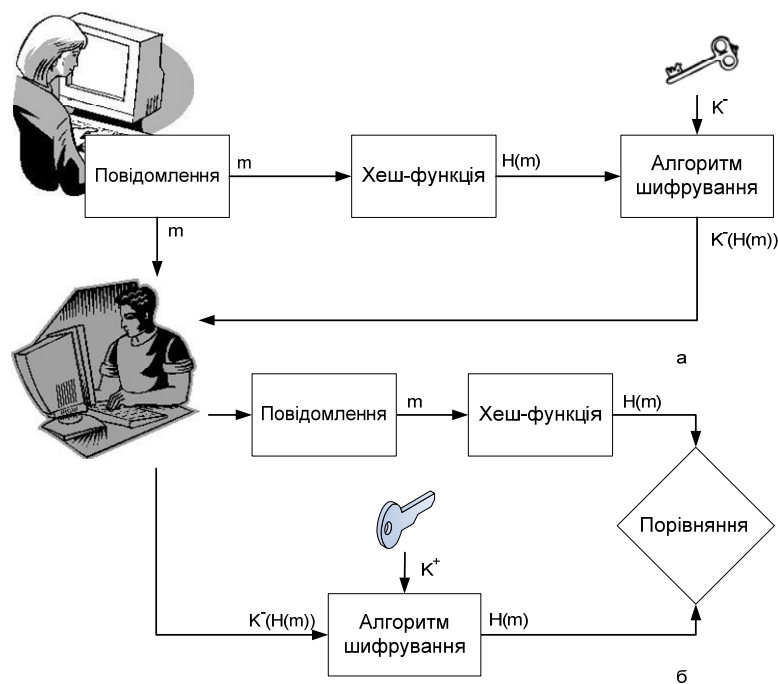 K⁻
Повідомлення
m
Хеш-функція
H(m)
Алгоритм
шифрування
m
K⁻(H(m))
а
Повідомлення
m
Хеш-функція
H(m)
Порівняння
K⁺
K⁻(H(m))
Алгоритм
шифрування
H(m)
б